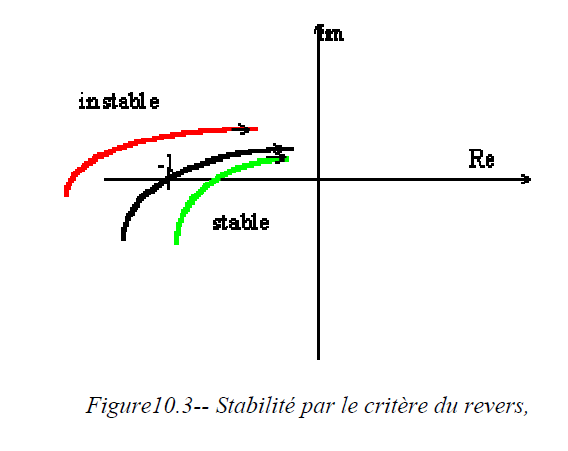 Im
instable
-1
Re
stable
Figure10.3-- Stabilité par le critère du revers,